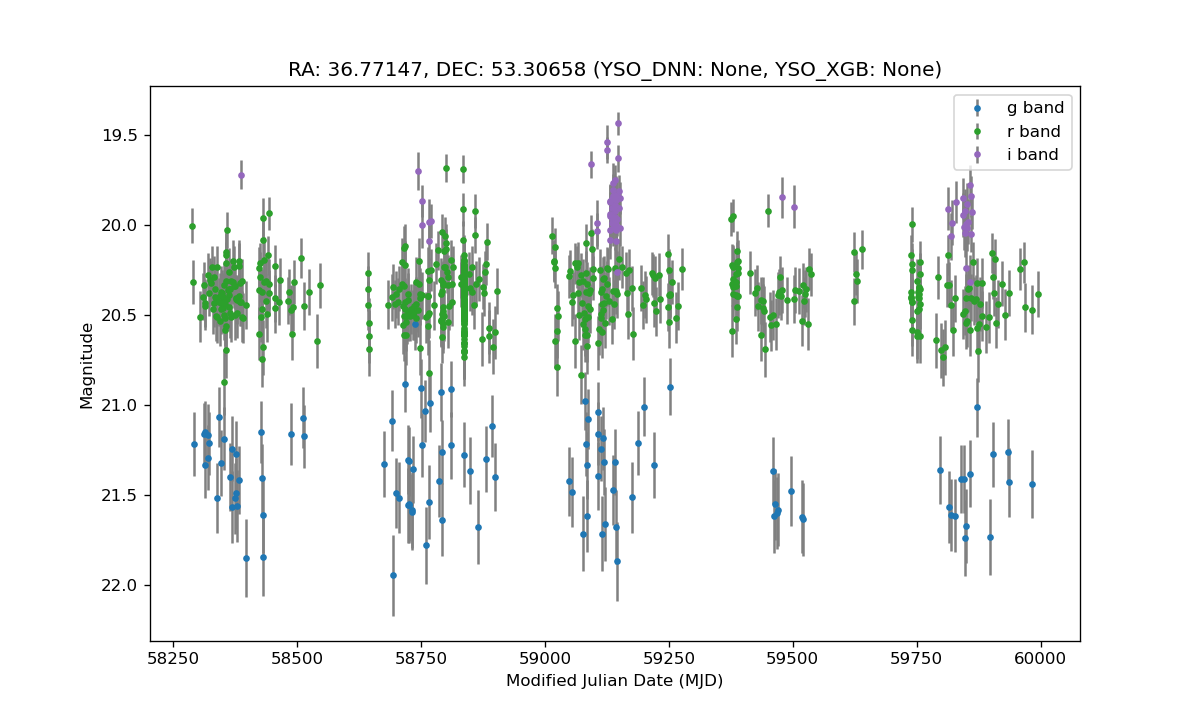 RA: 36.77147, DEC: 53.30658 (YSO_DNN: None, YSO_XGB: None)
g band
r band
i band
19.5
20.0
20.5
21.0
21.5
22.0
Magnitude
58250 58500 58750 59000 59250 59500 59750 60000
Modified Julian Date (MJD)